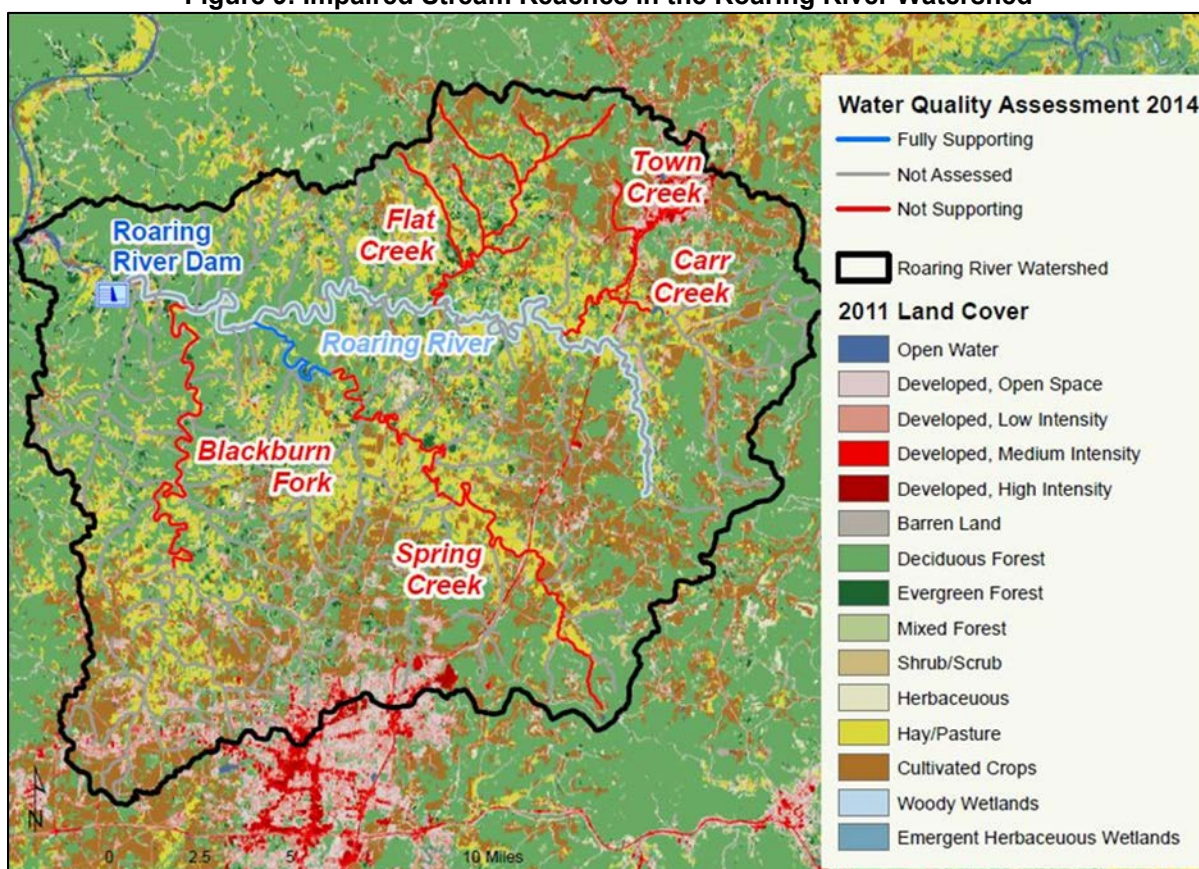 Figure 9: Impaired Stream Reaches in the Roaring River Watershed
Water Quality Assessment 2014
Fully Supporting
Not Assessed
Not Supporting
Roaring River Watershed
2011 Land Cover
Open Water
Developed, Open Space
Developed, Low Intensity
Developed, Medium Intensity
Developed, High Intensity
Barren Land
Deciduous Forest
Evergreen Forest
Mixed Forest
Shrub/Scrub
Herbaceuous
Hay/Pasture
Cultivated Crops
Woody Wetlands
Emergent Herbaceuous Wetlands
Town
Creek
Flat
Creek
Carr
Creek
Roaring
River Dam
Roaring River
Blackburn
Fork
Spring
Creek
N
0 2.5 5 10 Miles